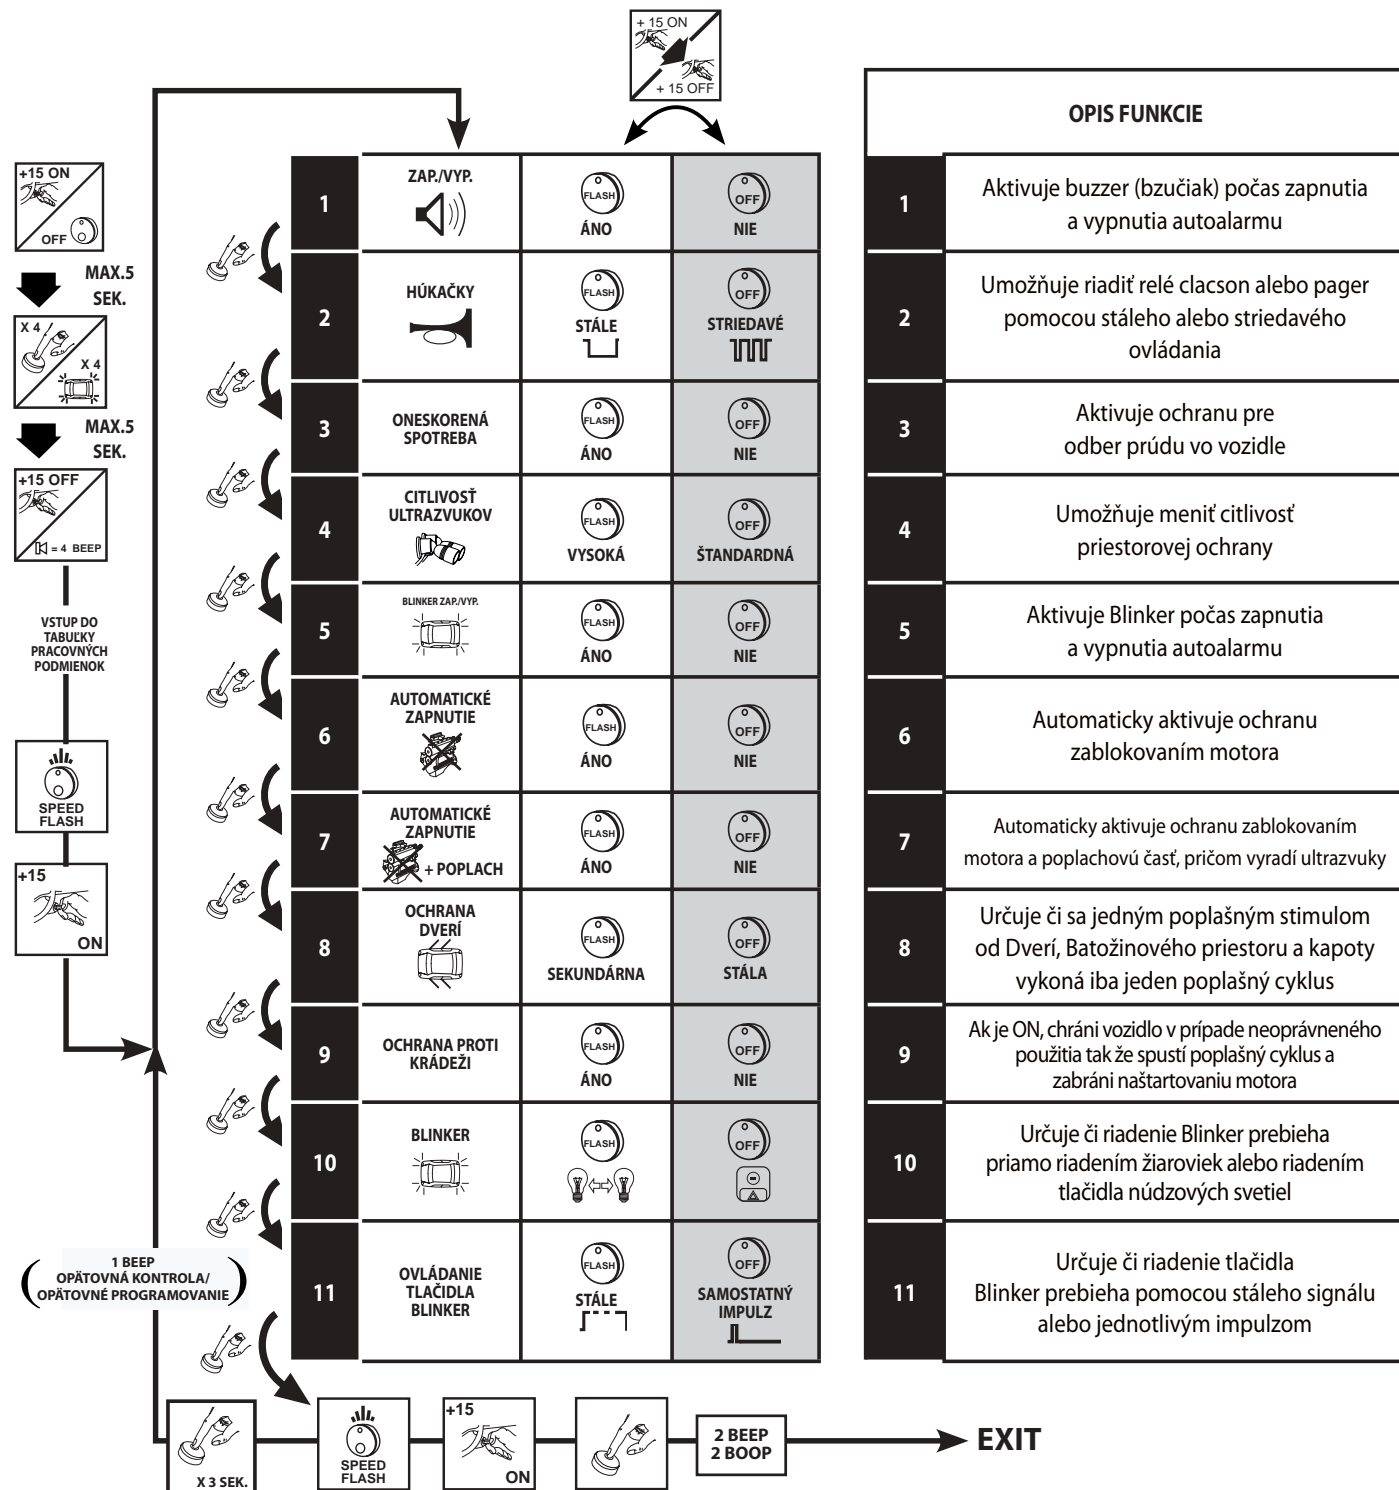 + 15 ON
+ 15 OFF
OPIS FUNKCIE
+15 ON
OFF
MAX.5
SEK.
X 4
X 4
MAX.5
SEK.
+15 OFF
= 4 BEEP
VSTUP DO
TABUĽKY
PRACOVNÝCH
PODMIENOK
SPEED
FLASH
+15
ON
1 BEEP
OPÄTOVNÁ KONTROLA/
OPÄTOVNÉ PROGRAMOVANIE
1
ZAP./VYP.
FLASH
ÁNO
OFF
NIE
1
Aktivuje buzzer (bzučiak) počas zapnutia
a vypnutia autoalarmu
2
HÚKAČKY
FLASH
STÁLE
OFF
STRIEDAVÉ
2
Umožňuje riadiť relé clacson alebo pager
pomocou stáleho alebo striedavého
ovládania
3
ONESKORENÁ
SPOTREBA
FLASH
ÁNO
OFF
NIE
3
Aktivuje ochranu pre
odber prúdu vo vozidle
4
CITLIVOSŤ
ULTRAZVUKOV
FLASH
VYSOKÁ
OFF
ŠTANDARDNÁ
4
Umožňuje meniť citlivosť
priestorovej ochrany
5
BLINKER ZAP./VYP.
FLASH
ÁNO
OFF
NIE
5
Aktivuje Blinker počas zapnutia
a vypnutia autoalarmu
6
AUTOMATICKÉ
ZAPNUTIE
FLASH
ÁNO
OFF
NIE
6
Automaticky aktivuje ochranu
zablokovaním motora
7
AUTOMATICKÉ
ZAPNUTIE
+ POPLACH
FLASH
ÁNO
OFF
NIE
7
Automaticky aktivuje ochranu zablokovaním
motora a poplachovú časť, pričom vyradí ultrazvuky
8
OCHRANA
DVERÍ
FLASH
SEKUNDÁRNA
OFF
STÁLA
8
Určuje či sa jedným poplašným stimulom
od Dverí, Batožinového priestoru a kapoty
vykoná iba jeden poplašný cyklus
9
OCHRANA PROTI
KRÁDEŽI
FLASH
ÁNO
OFF
NIE
9
Ak je ON, chráni vozidlo v prípade neoprávneného
použitia tak že spustí poplašný cyklus a
zabráni naštartovaniu motora
10
BLINKER
FLASH
OFF
10
Určuje či riadenie Blinker prebieha
priamo riadením žiaroviek alebo riadením
tlačidla núdzových svetiel
11
OVLÁDANIE
TLAČIDLA
BLINKER
FLASH
STÁLE
OFF
SAMOSTATNÝ
IMPULZ
11
Určuje či riadenie tlačidla
Blinker prebieha pomocou stáleho signálu
alebo jednotlivým impulzom
X 3 SEK.
SPEED
FLASH
+15
ON
2 BEEP
2 BOOP
EXIT